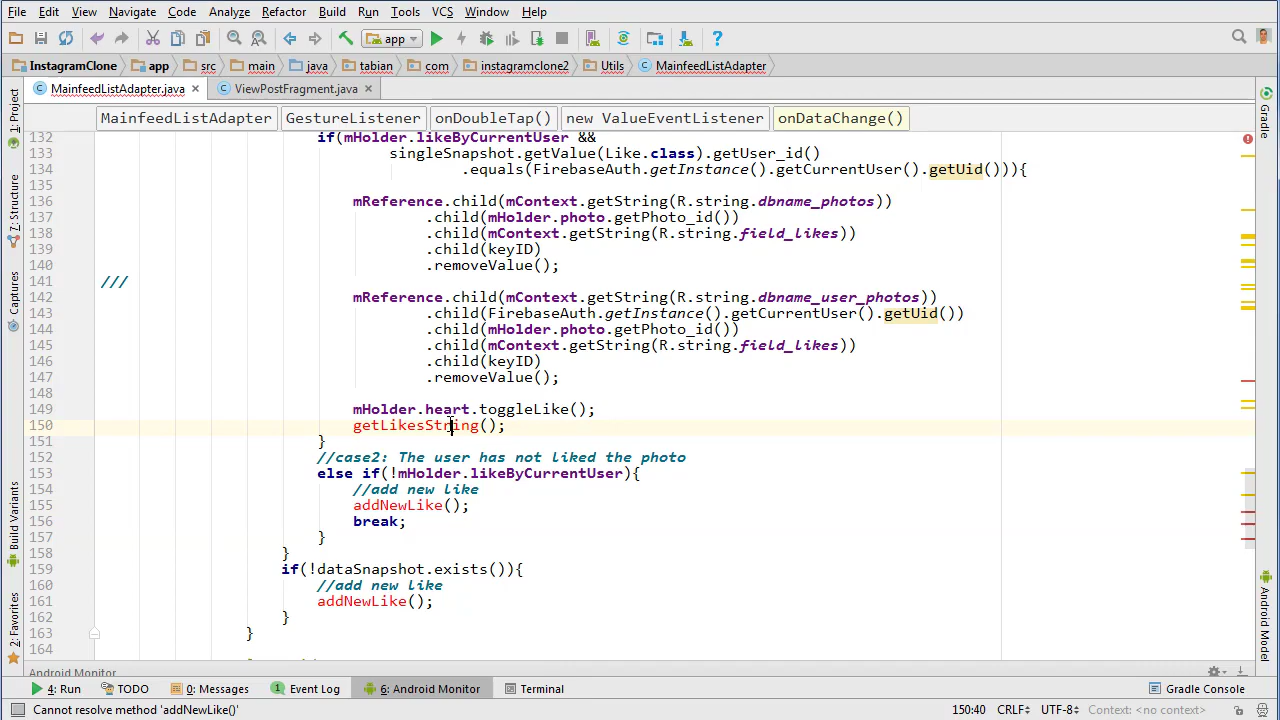 File Edit View Navigate Code Analyze Refactor Build Run Tools VCS Window Help
app
InstagramClone app src main java tabian com instagramclone2 Utils MainfeedListAdapter
MainfeedListAdapter.java ViewPostFragment.java
MainfeedListAdapter GestureListener onDoubleTap() new ValueEventListener onDataChange()
1: Project
7: Structure
Captures
Build Variants
2: Favorites
132 if(mHolder.likeByCurrentUser &&
133 singleSnapshot.getValue(Like.class).getUser_id()
134 .equals(FirebaseAuth.getInstance().getCurrentUser().getUid())){
135
136 mReference.child(mContext.getString(R.string.dbname_photos))
137 .child(mHolder.photo.getPhoto_id())
138 .child(mContext.getString(R.string.field_likes))
139 .child(keyID)
140 .removeValue();
141 ///
142 mReference.child(mContext.getString(R.string.dbname_user_photos))
143 .child(FirebaseAuth.getInstance().getCurrentUser().getUid())
144 .child(mHolder.photo.getPhoto_id())
145 .child(mContext.getString(R.string.field_likes))
146 .child(keyID)
147 .removeValue();
148
149 mHolder.heart.toggleLike();
150 getLikesString();
151 }
152 //case2: The user has not liked the photo
153 else if(!mHolder.likeByCurrentUser){
154 //add new like
155 addNewLike();
156 break;
157 }
158 }
159 if(!dataSnapshot.exists()){
160 //add new like
161 addNewLike();
162 }
163 }
164
Gradle
Android Model
Android Monitor
4: Run TODO 0: Messages 1 Event Log 6: Android Monitor Terminal Gradle Console
Cannot resolve method 'addNewLike()' 150:40 CRLF÷ UTF-8÷ Context: <no context>